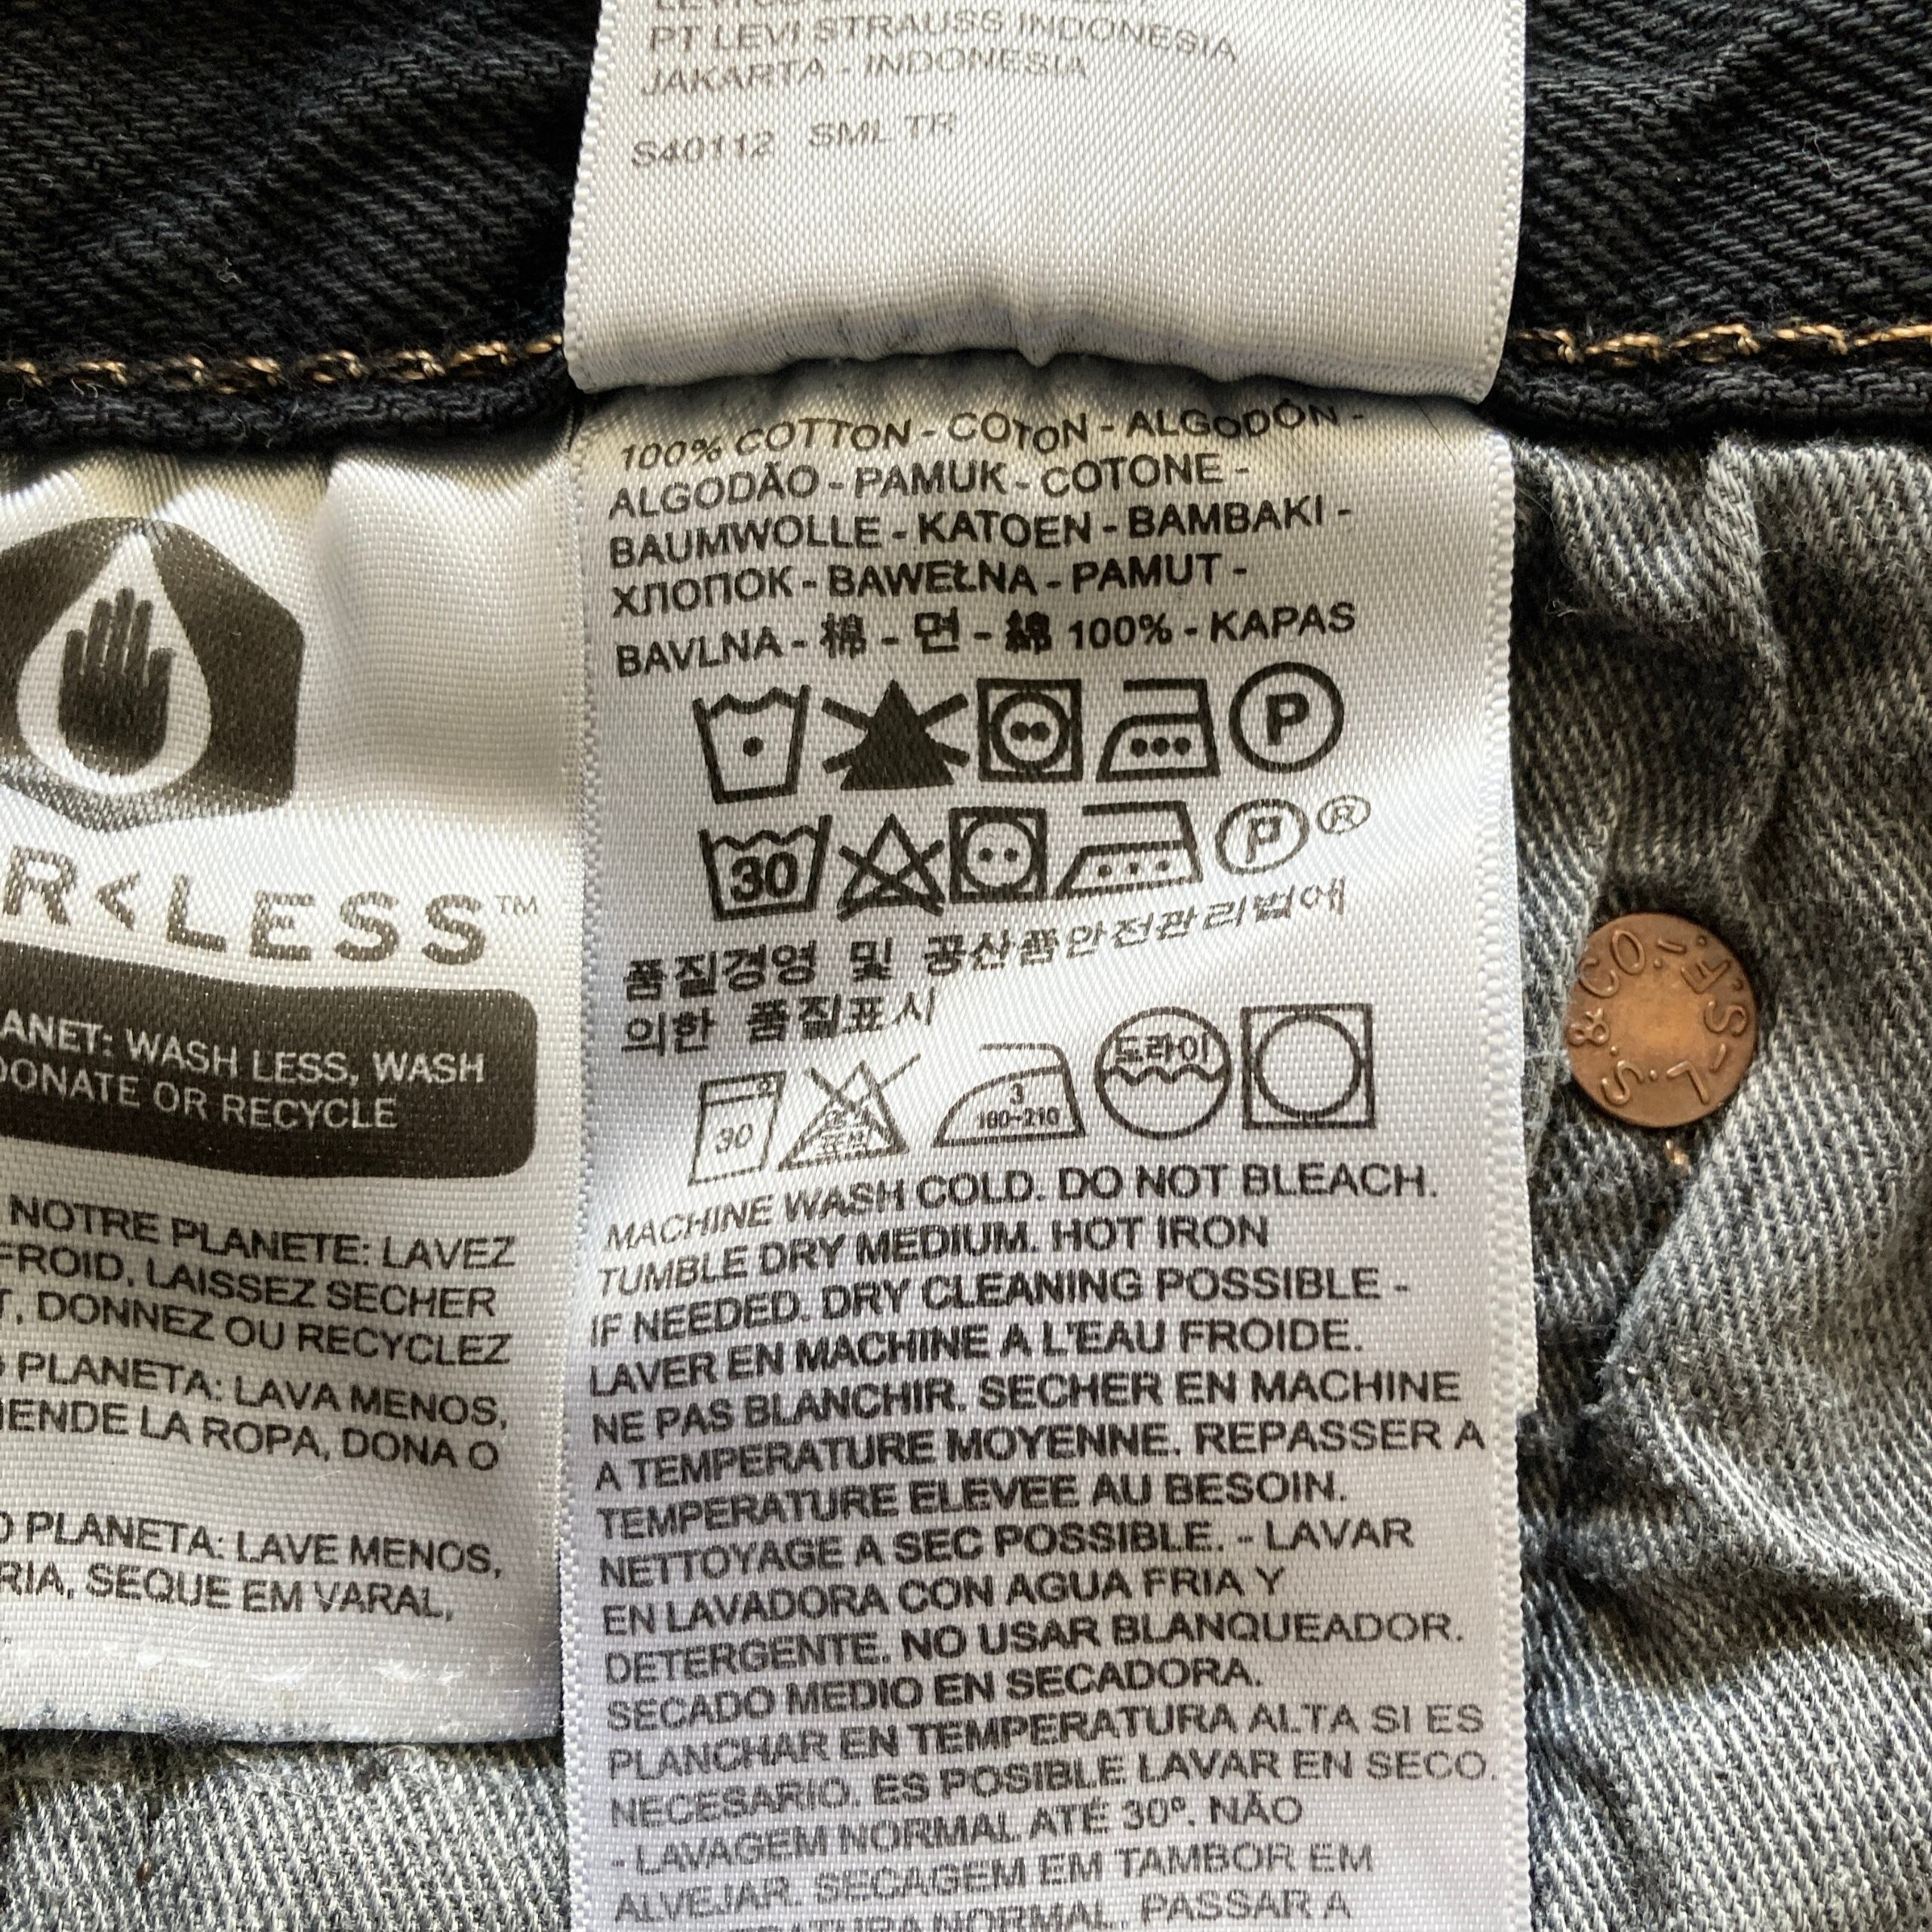 PT LEVI STRAUSS INDONESIA
JAKARTA - INDONESIA
S40112 SML TR
R<LESS™
ANET: WASH LESS, WASH
DONATE OR RECYCLE
NOTRE PLANETE: LAVEZ
FROID, LAISSEZ SECHER
T, DONNEZ OU RECYCLEZ
PLANETA: LAVA MENOS,
IENDE LA ROPA, DONA O
O PLANETA: LAVE MENOS,
RIA, SEQUE EM VARAL,
100% COTTON - COTON - ALGODÓN -
ALGODÃO - PAMUK - COTONE -
BAUMWOLLE - KATOEN - BAMBAKI -
ХЛОПОК - BAWEŁNA - PAMUT -
BAVLNA - 棉 - 면 - 綿 100% - KAPAS
P
30 P ®
품질경영 및 공산품안전관리법에
의한 품질표시
30 3 180~210 드라이
MACHINE WASH COLD. DO NOT BLEACH.
TUMBLE DRY MEDIUM. HOT IRON
IF NEEDED. DRY CLEANING POSSIBLE -
LAVER EN MACHINE A L'EAU FROIDE.
NE PAS BLANCHIR. SECHER EN MACHINE
A TEMPERATURE MOYENNE. REPASSER A
TEMPERATURE ELEVEE AU BESOIN.
NETTOYAGE A SEC POSSIBLE. - LAVAR
EN LAVADORA CON AGUA FRIA Y
DETERGENTE. NO USAR BLANQUEADOR.
SECADO MEDIO EN SECADORA.
PLANCHAR EN TEMPERATURA ALTA SI ES
NECESARIO. ES POSIBLE LAVAR EN SECO.
- LAVAGEM NORMAL ATÉ 30º. NÃO
ALVEJAR. SECAGEM EM TAMBOR EM
NORMAL. PASSAR A
L.S. & CO. S.F.